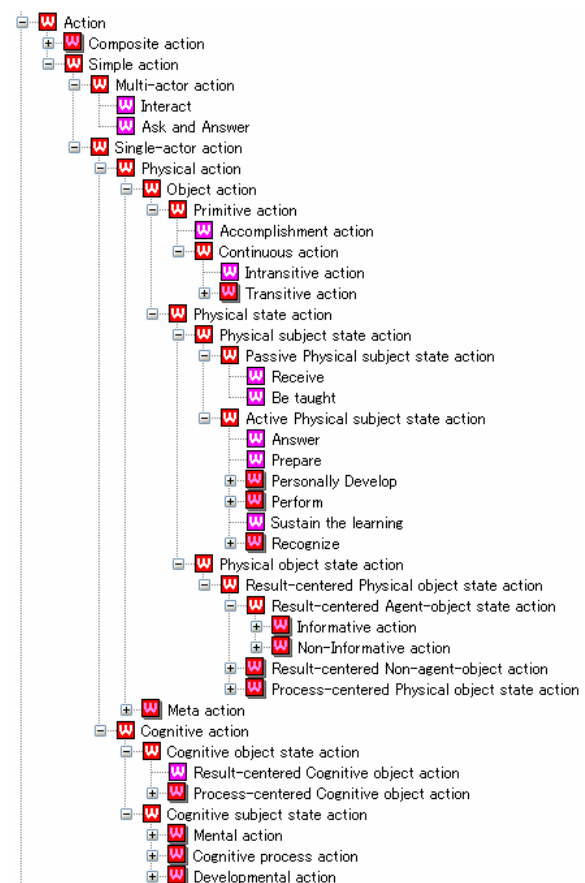 Action
Composite action
Simple action
Multi-actor action
Interact
Ask and Answer
Single-actor action
Physical action
Object action
Primitive action
Accomplishment action
Continuous action
Intransitive action
Transitive action
Physical state action
Physical subject state action
Passive Physical subject state action
Receive
Be taught
Active Physical subject state action
Answer
Prepare
Personally Develop
Perform
Sustain the learning
Recognize
Physical object state action
Result-centered Physical object state action
Result-centered Agent-object state action
Informative action
Non-Informative action
Result-centered Non-agent-object action
Process-centered Physical object state action
Meta action
Cognitive action
Cognitive object state action
Result-centered Cognitive object action
Process-centered Cognitive object action
Cognitive subject state action
Mental action
Cognitive process action
Developmental action